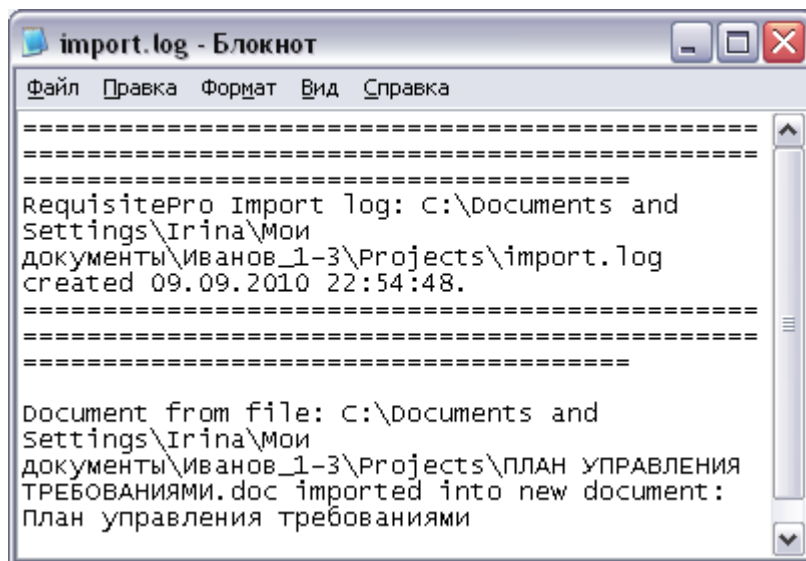 import.log - Блокнот
Файл Правка Формат Вид Справка
==============================================
==============================================
======================================
RequisitePro Import log: C:\Documents and
Settings\Irina\Мои
документы\Иванов_1-3\Projects\import.log
created 09.09.2010 22:54:48.
==============================================
==============================================
======================================
Document from file: C:\Documents and
Settings\Irina\Мои
документы\Иванов_1-3\Projects\ПЛАН УПРАВЛЕНИЯ
ТРЕБОВАНИЯМИ.doc imported into new document:
План управления требованиями